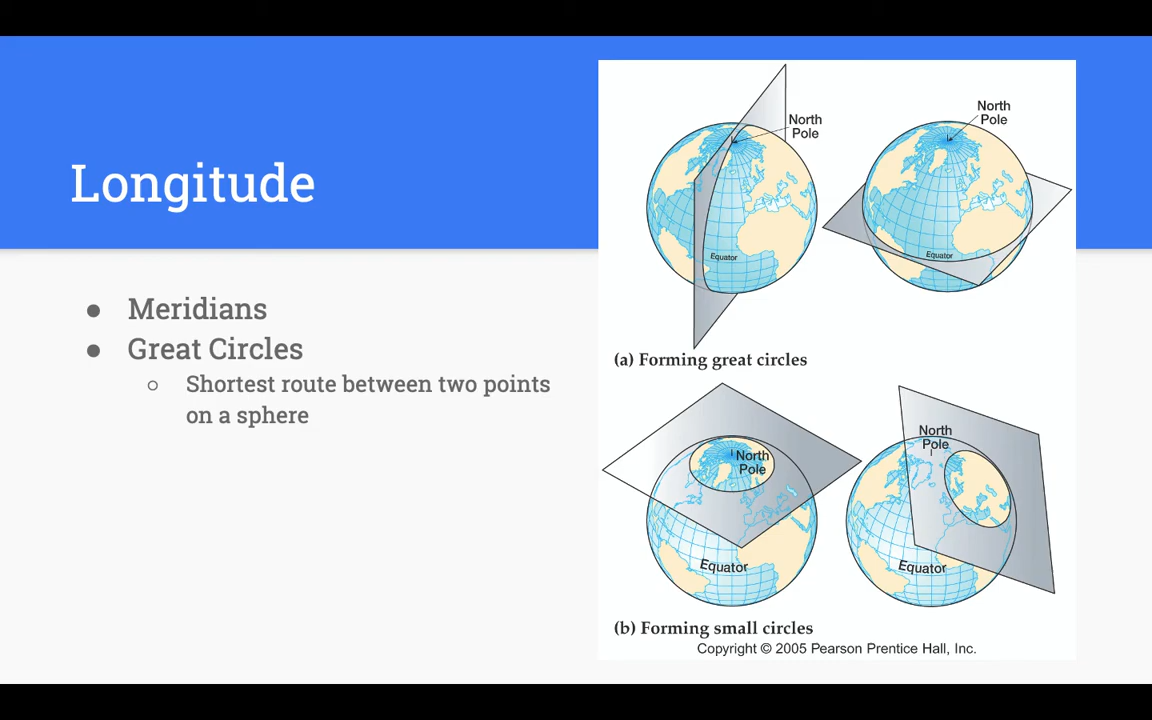 Longitude
● Meridians
● Great Circles
○ Shortest route between two points
on a sphere
North
Pole
Equator
North
Pole
Equator
(a) Forming great circles
North
Pole
Equator
North
Pole
Equator
(b) Forming small circles
Copyright © 2005 Pearson Prentice Hall, Inc.